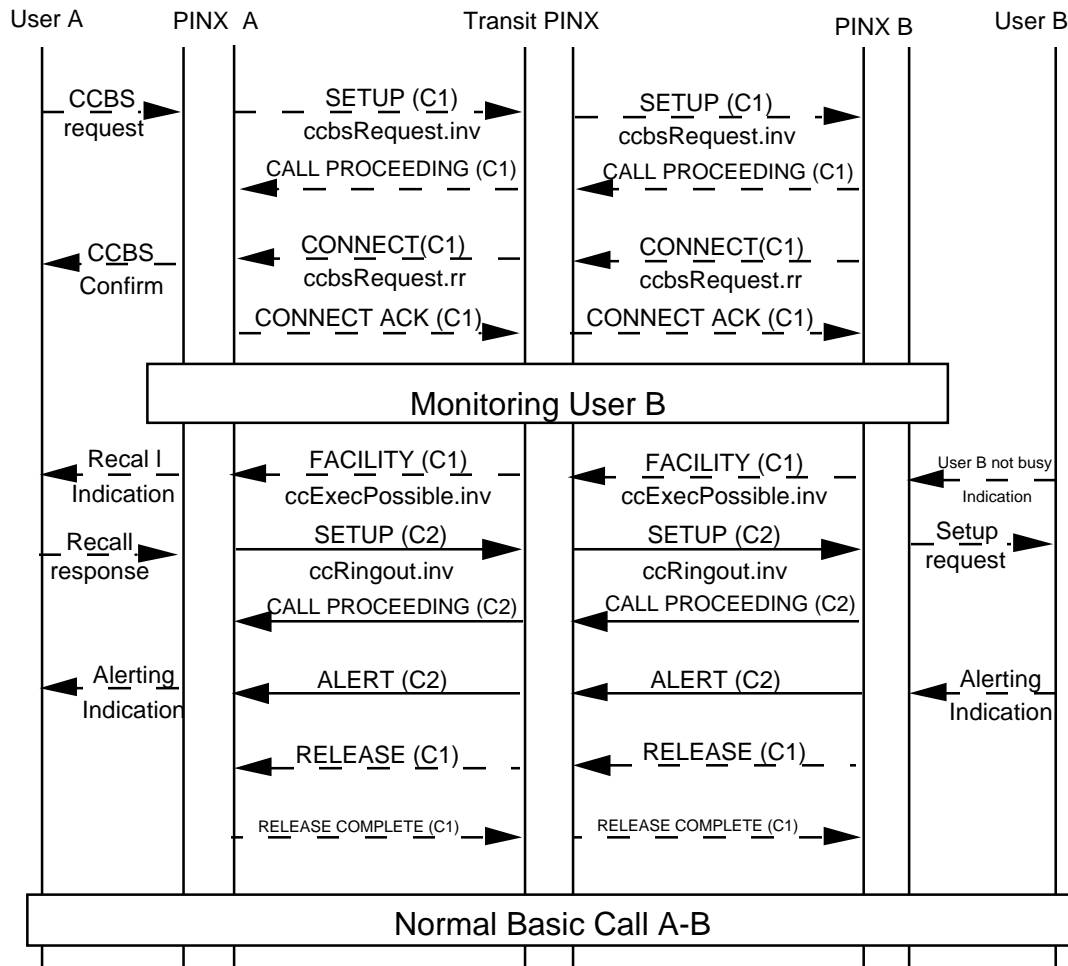 User A PINX A Transit PINX PINX B User B
CCBS
request
SETUP (C1)
ccbsRequest.inv
SETUP (C1)
ccbsRequest.inv
CALL PROCEEDING (C1)
CALL PROCEEDING (C1)
CCBS
Confirm
CONNECT(C1)
ccbsRequest.rr
CONNECT(C1)
ccbsRequest.rr
CONNECT ACK (C1)
CONNECT ACK (C1)
Monitoring User B
Recal l
Indication
FACILITY (C1)
ccExecPossible.inv
FACILITY (C1)
ccExecPossible.inv
User B not busy
Indication
Recall
response
SETUP (C2)
ccRingout.inv
SETUP (C2)
ccRingout.inv
Setup
request
CALL PROCEEDING (C2)
CALL PROCEEDING (C2)
Alerting
Indication
ALERT (C2)
ALERT (C2)
Alerting
Indication
RELEASE (C1)
RELEASE (C1)
RELEASE COMPLETE (C1)
RELEASE COMPLETE (C1)
Normal Basic Call A-B